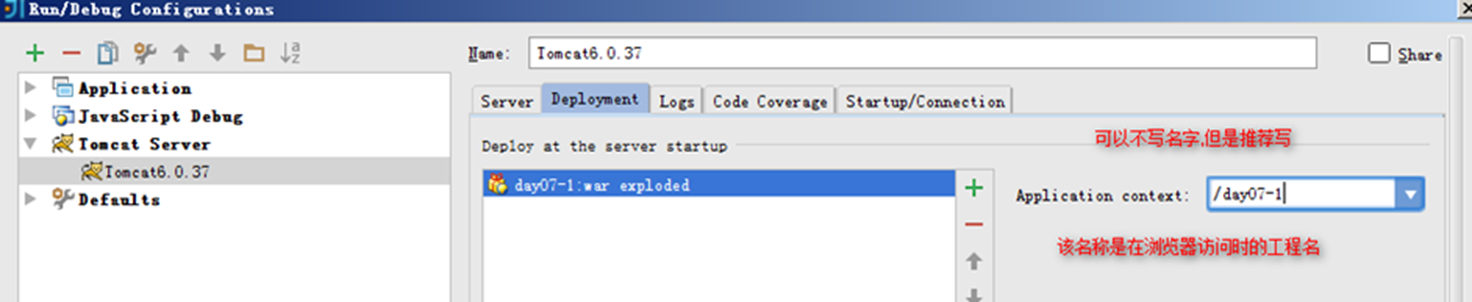 Run/Debug Configurations
Name: Tomcat6.0.37 Share
Application
JavaScript Debug
Tomcat Server
Tomcat6.0.37
Defaults
Server Deployment Logs Code Coverage Startup/Connection
可以不写名字,但是推荐写
Deploy at the server startup
day07-1:war exploded
Application context: /day07-1
该名称是在浏览器访问时的工程名